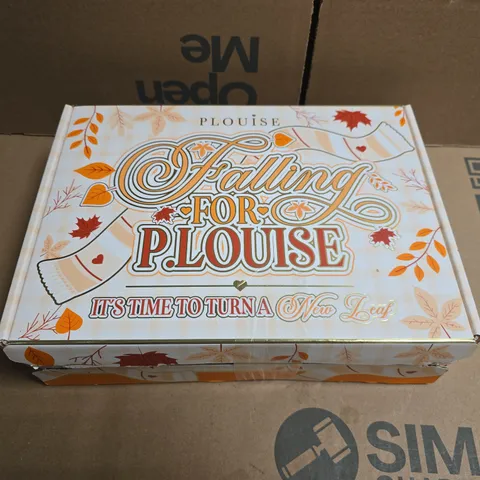 Open
Me
PLOUISE
Falling
FOR
P.LOUISE
IT'S TIME TO TURN A New Leaf
SIM